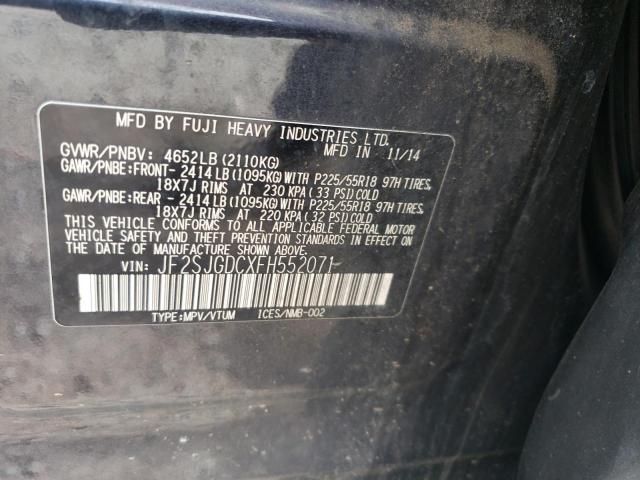 MFD BY FUJI HEAVY INDUSTRIES LTD.
GVWR/PNBV: 4652LB (2110KG) MFD IN 11/14
GAWR/PNBE:FRONT- 2414LB(1095KG)WITH P225/55R18 97H TIRES,
18X7J RIMS AT 230 KPA (33 PSI)COLD
GAWR/PNBE:REAR - 2414LB(1095KG)WITH P225/55R18 97H TIRES,
18X7J RIMS AT 220 KPA (32 PSI)COLD
THIS VEHICLE CONFORMS TO ALL APPLICABLE FEDERAL MOTOR
VEHICLE SAFETY AND THEFT PREVENTION STANDARDS IN EFFECT
ON THE DATE OF MANUFACTURE SHOWN ABOVE.
VIN: JF2SJGDCXFH552071
TYPE:MPV/VTUM ICES/NMB-002